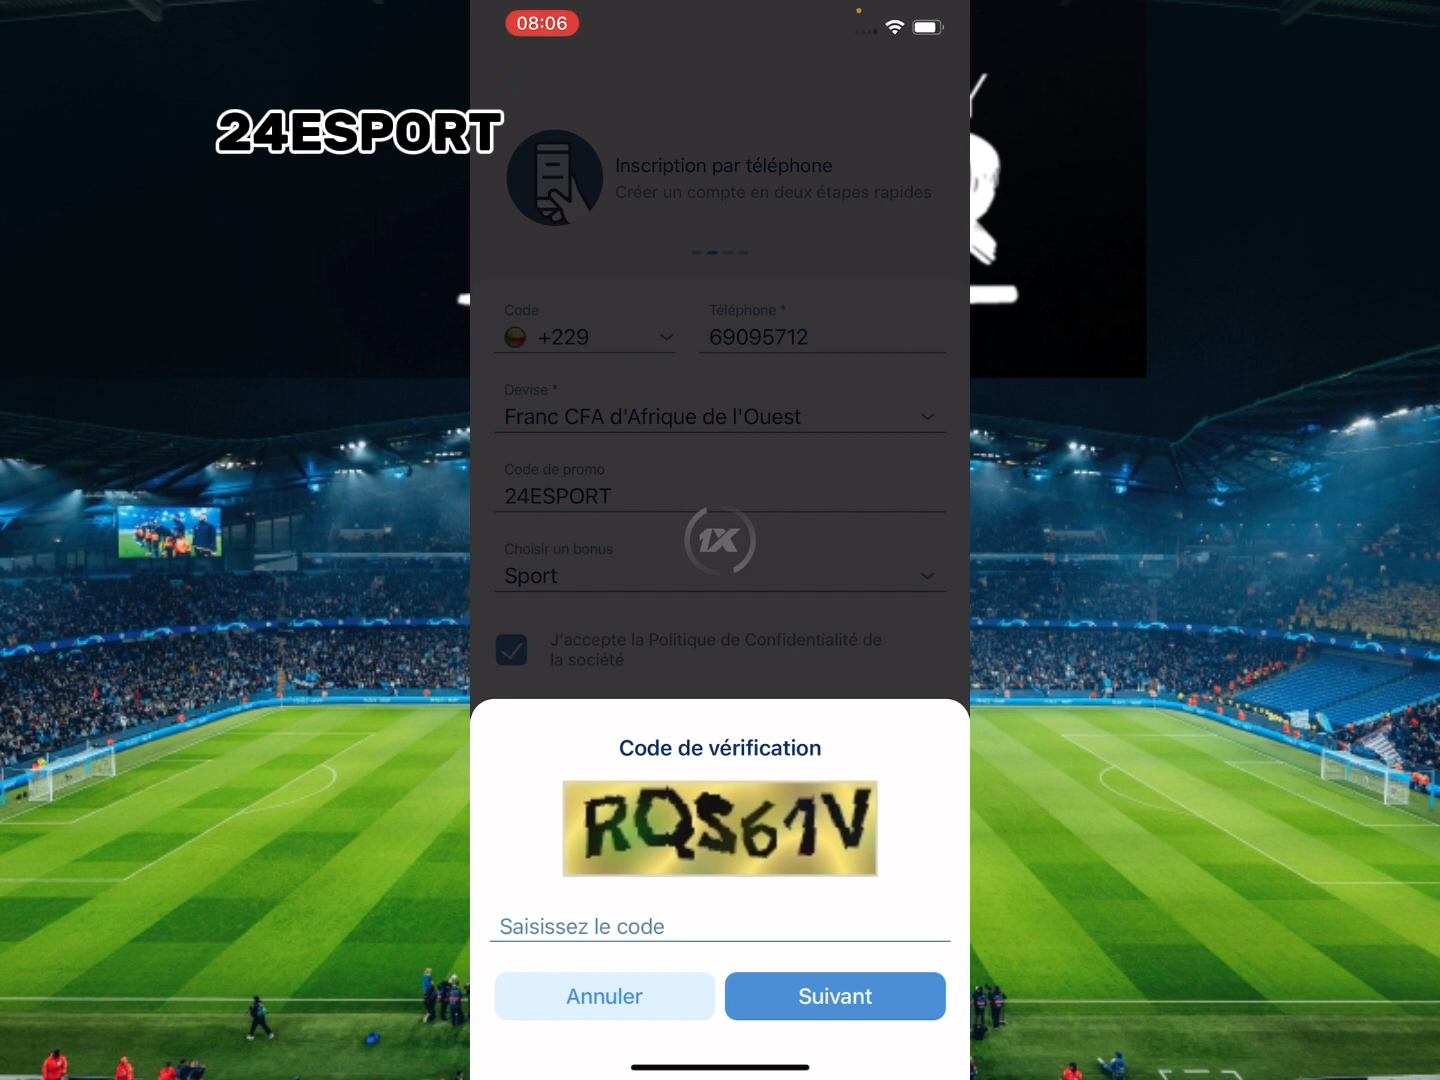 08:06
24ESPORT
Inscription par téléphone
Créer un compte en deux étapes rapides
Code
Téléphone *
+229
69095712
Devise *
Franc CFA d'Afrique de l'Ouest
Code de promo
24ESPORT
1X
Choisir un bonus
Sport
J'accepte la Politique de Confidentialité de
la société
Code de vérification
RQS61V
Saisissez le code
Annuler
Suivant